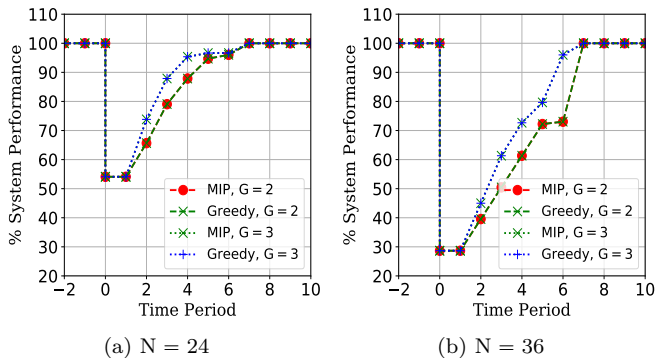 110
100
90
80
70
60
50
40
30
20
% System Performance
MIP, G = 2
Greedy, G = 2
MIP, G = 3
Greedy, G = 3
−2 0 2 4 6 8 10
Time Period
(a) N = 24
110
100
90
80
70
60
50
40
30
20
% System Performance
MIP, G = 2
Greedy, G = 2
MIP, G = 3
Greedy, G = 3
−2 0 2 4 6 8 10
Time Period
(b) N = 36